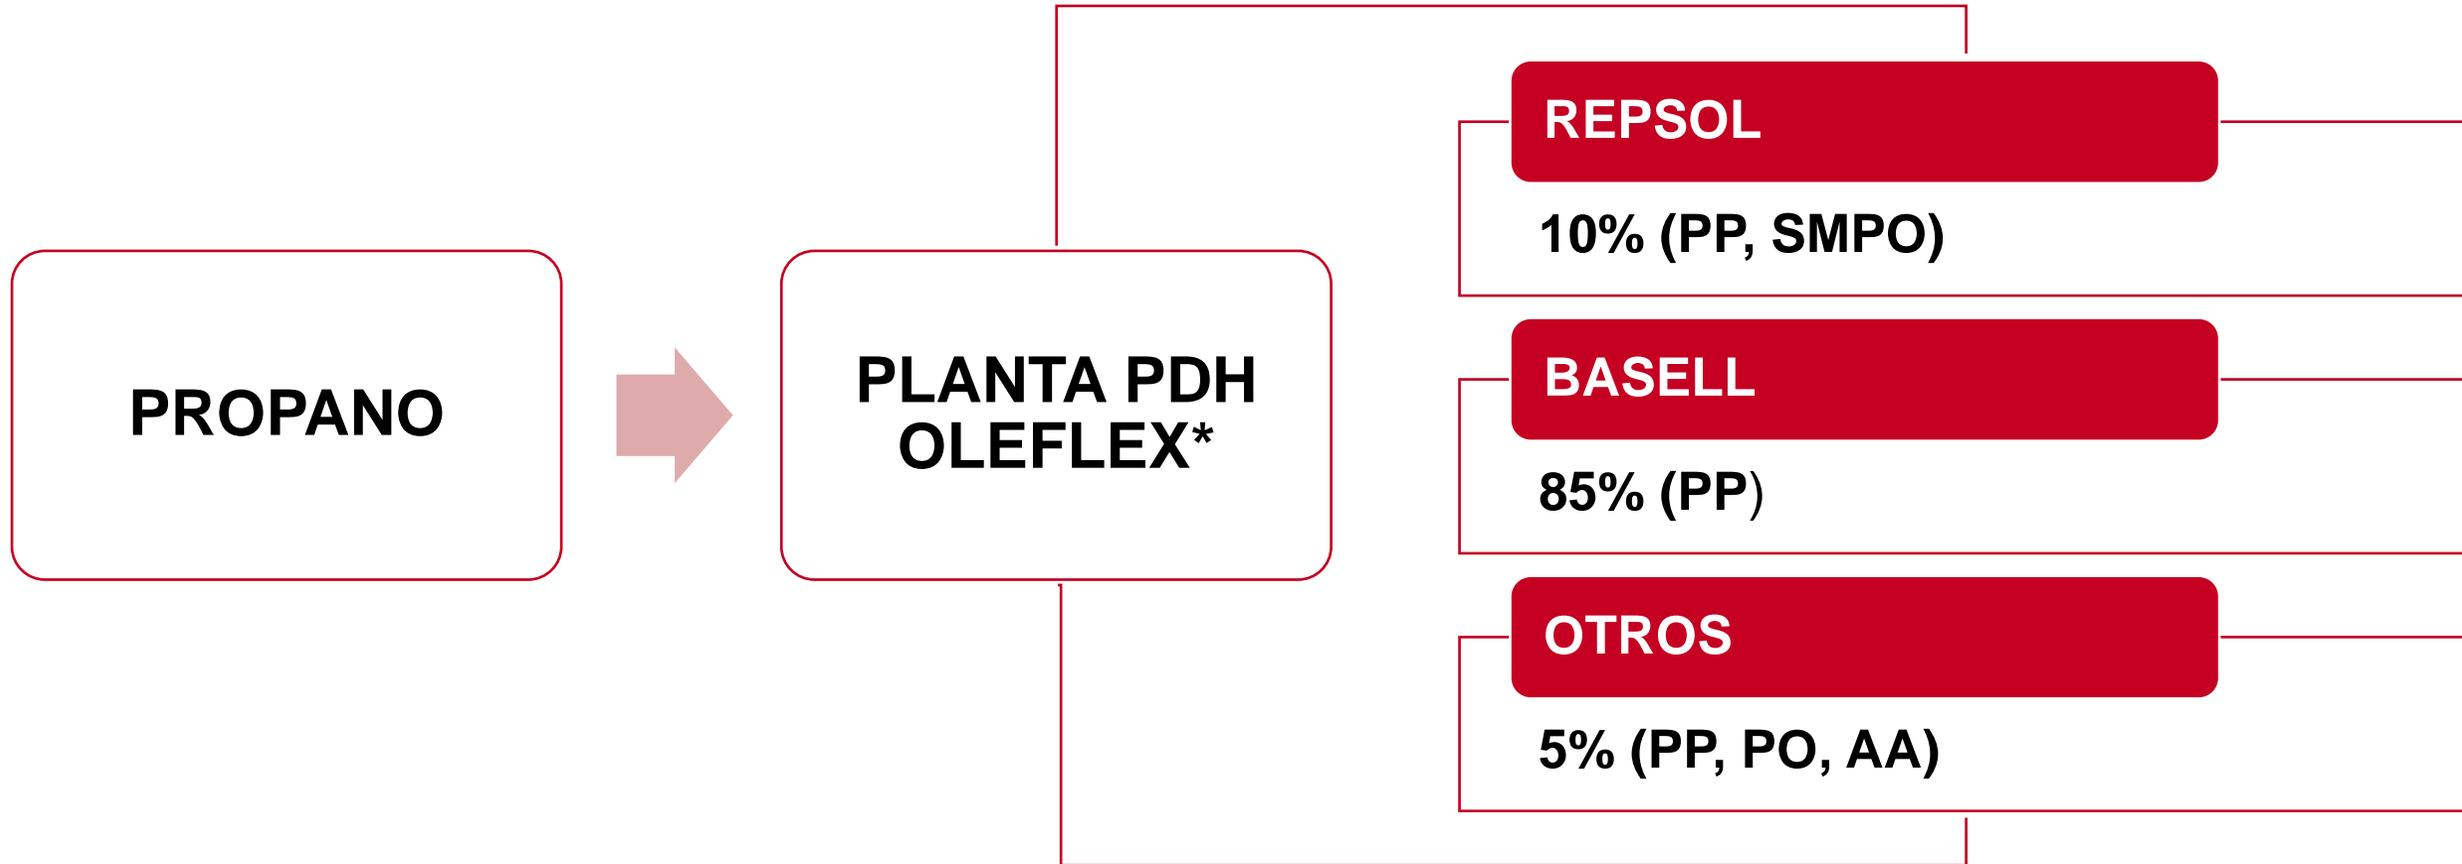 PROPANO
PLANTA PDH
OLEFLEX*
REPSOL
10% (PP, SMPO)
BASELL
85% (PP)
OTROS
5% (PP, PO, AA)